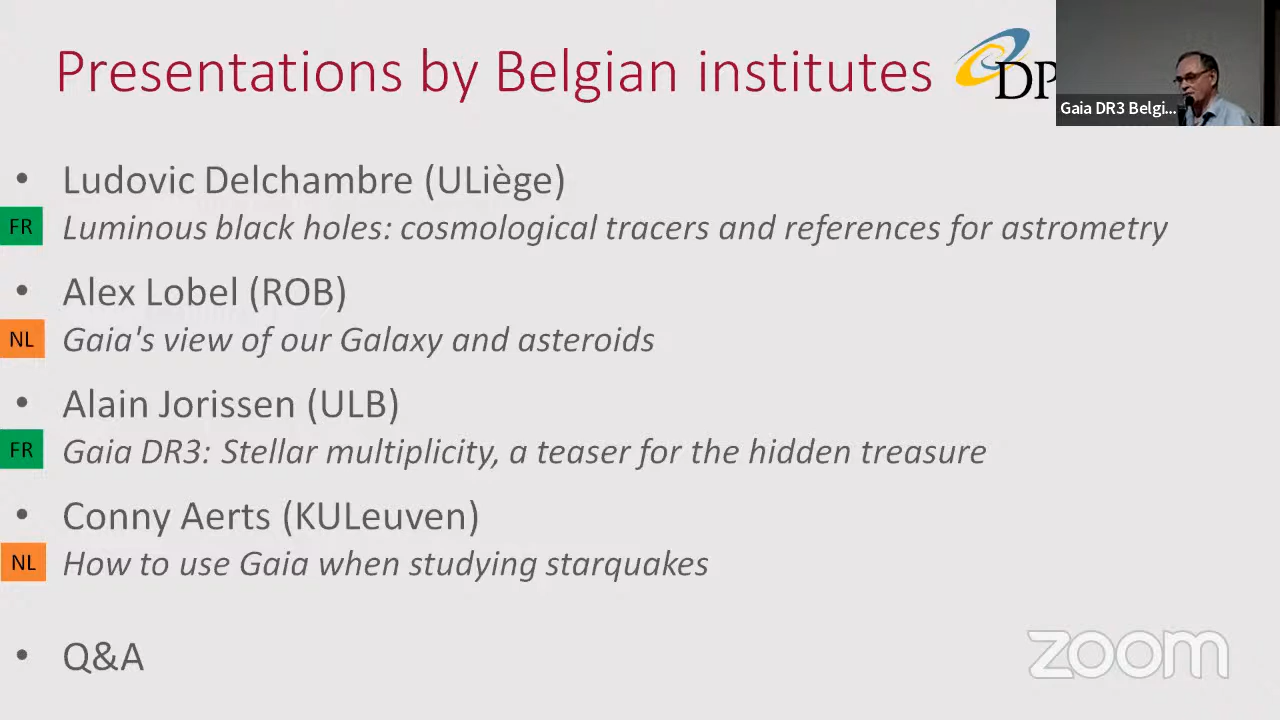 Presentations by Belgian institutes
DP
Gaia DR3 Belgi...
• Ludovic Delchambre (ULiège)
FR Luminous black holes: cosmological tracers and references for astrometry
• Alex Lobel (ROB)
NL Gaia's view of our Galaxy and asteroids
• Alain Jorissen (ULB)
FR Gaia DR3: Stellar multiplicity, a teaser for the hidden treasure
• Conny Aerts (KULeuven)
NL How to use Gaia when studying starquakes
• Q&A
zoom